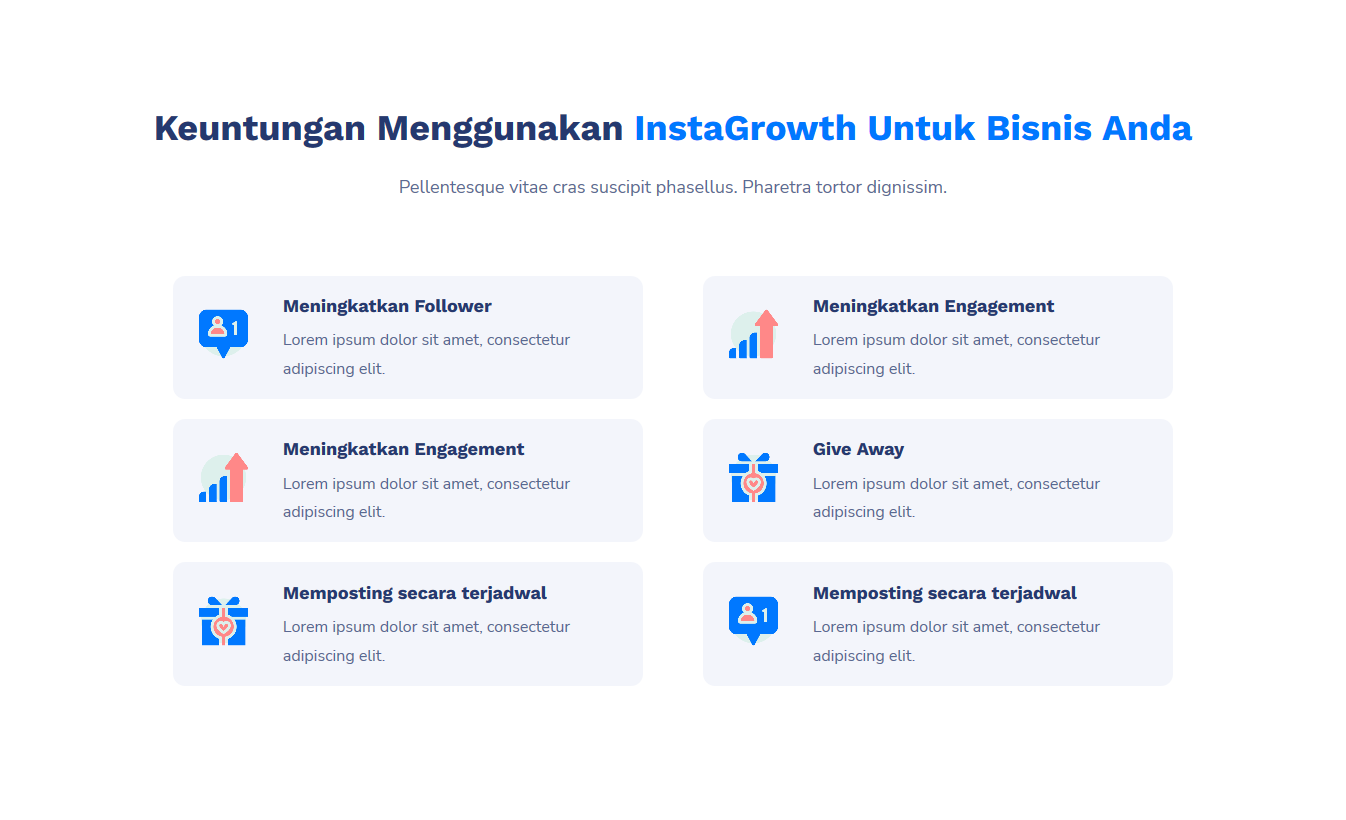 Keuntungan Menggunakan InstaGrowth Untuk Bisnis Anda
Pellentesque vitae cras suscipit phasellus. Pharetra tortor dignissim.
1
Meningkatkan Follower
Lorem ipsum dolor sit amet, consectetur
adipiscing elit.
Meningkatkan Engagement
Lorem ipsum dolor sit amet, consectetur
adipiscing elit.
Meningkatkan Engagement
Lorem ipsum dolor sit amet, consectetur
adipiscing elit.
Give Away
Lorem ipsum dolor sit amet, consectetur
adipiscing elit.
Memposting secara terjadwal
Lorem ipsum dolor sit amet, consectetur
adipiscing elit.
1
Memposting secara terjadwal
Lorem ipsum dolor sit amet, consectetur
adipiscing elit.